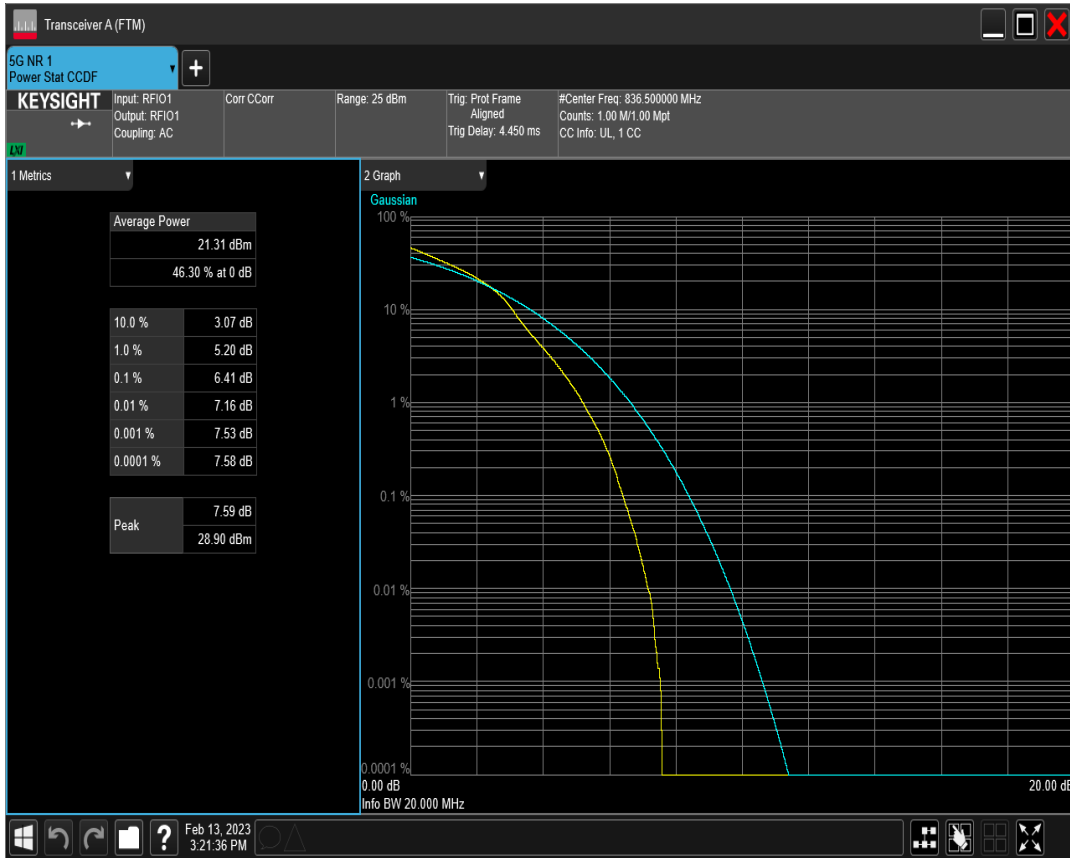 Transceiver A (FTM)
5G NR 1
Power Stat CCDF
+
KEYSIGHT
LXI
Input: RFIO1
Output: RFIO1
Coupling: AC
Corr CCorr
Range: 25 dBm
Trig: Prot Frame
Aligned
Trig Delay: 4.450 ms
#Center Freq: 836.500000 MHz
Counts: 1.00 M/1.00 Mpt
CC Info: UL, 1 CC
1 Metrics
Average Power
21.31 dBm
46.30 % at 0 dB
10.0 % 3.07 dB
1.0 % 5.20 dB
0.1 % 6.41 dB
0.01 % 7.16 dB
0.001 % 7.53 dB
0.0001 % 7.58 dB
Peak
7.59 dB
28.90 dBm
2 Graph
Gaussian
100 %
10 %
1 %
0.1 %
0.01 %
0.001 %
0.0001 %
0.00 dB
20.00 dB
Info BW 20.000 MHz
?
Feb 13, 2023
3:21:36 PM